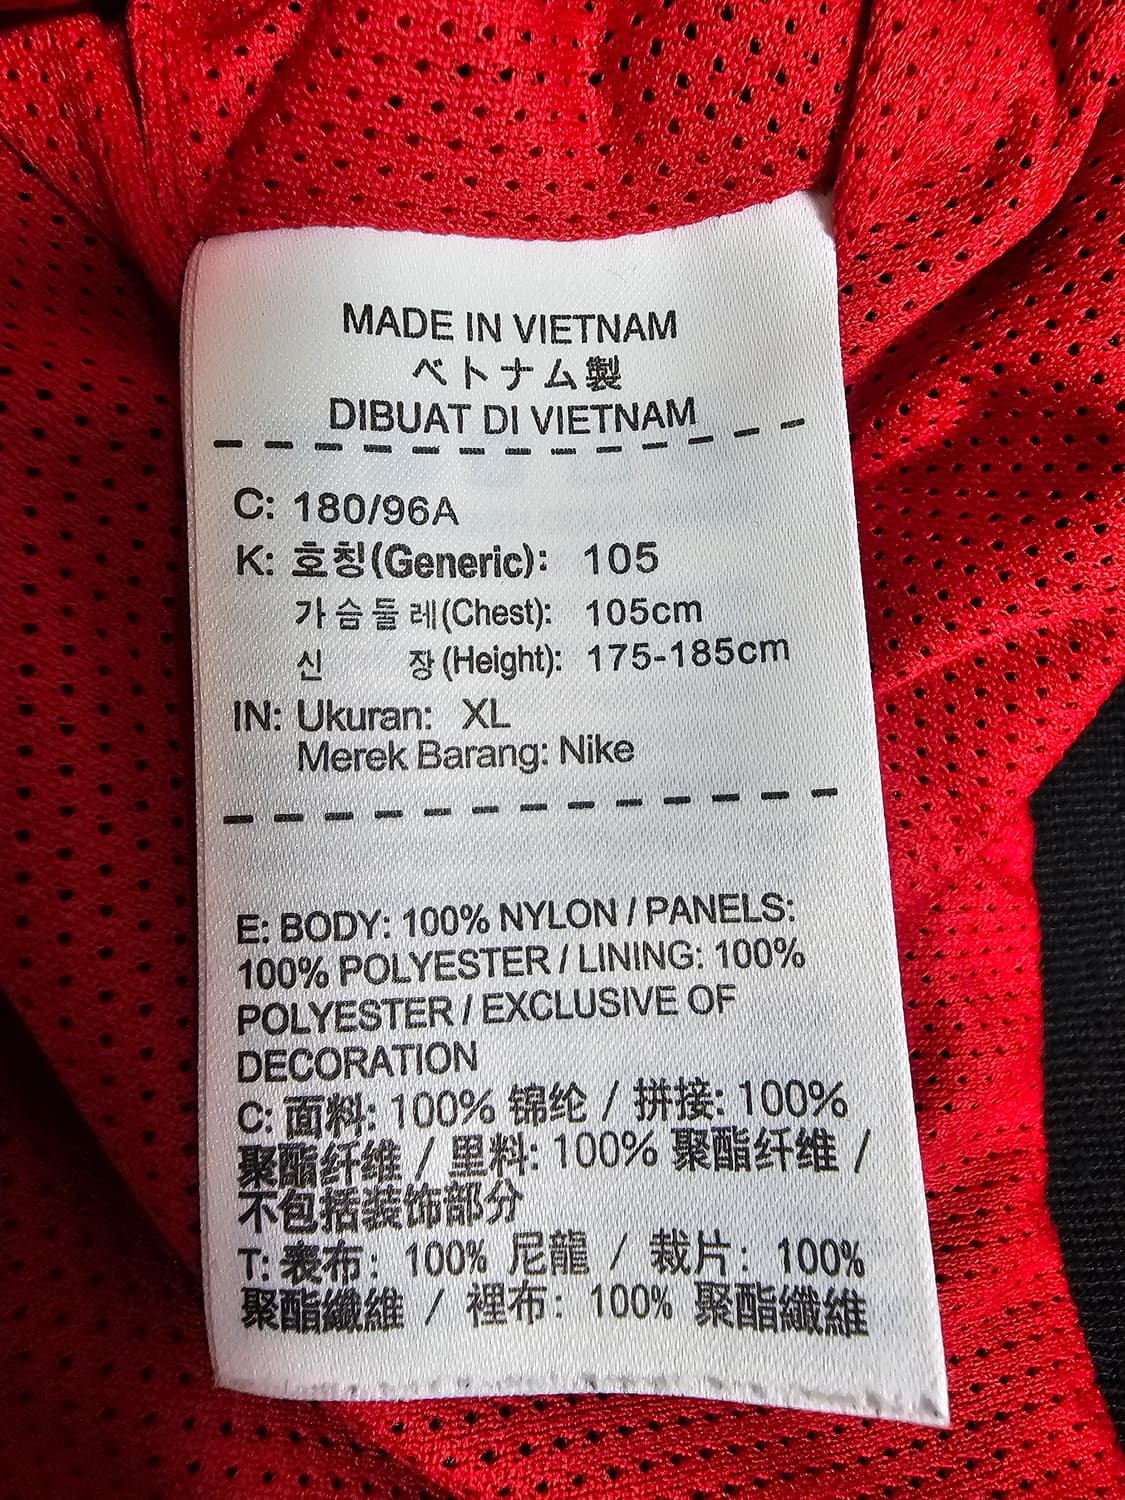 MADE IN VIETNAM
ベトナム製
DIBUAT DI VIETNAM
C: 180/96A
K: 호칭(Generic): 105
가슴둘레(Chest): 105cm
신 장(Height): 175-185cm
IN: Ukuran: XL
Merek Barang: Nike
E: BODY: 100% NYLON / PANELS:
100% POLYESTER / LINING: 100%
POLYESTER / EXCLUSIVE OF
DECORATION
C: 面料: 100% 锦纶 / 拼接: 100%
聚酯纤维 / 里料: 100% 聚酯纤维 /
不包括装饰部分
T: 表布: 100% 尼龍 / 裁片: 100%
聚酯纖維 / 裡布: 100% 聚酯纖維